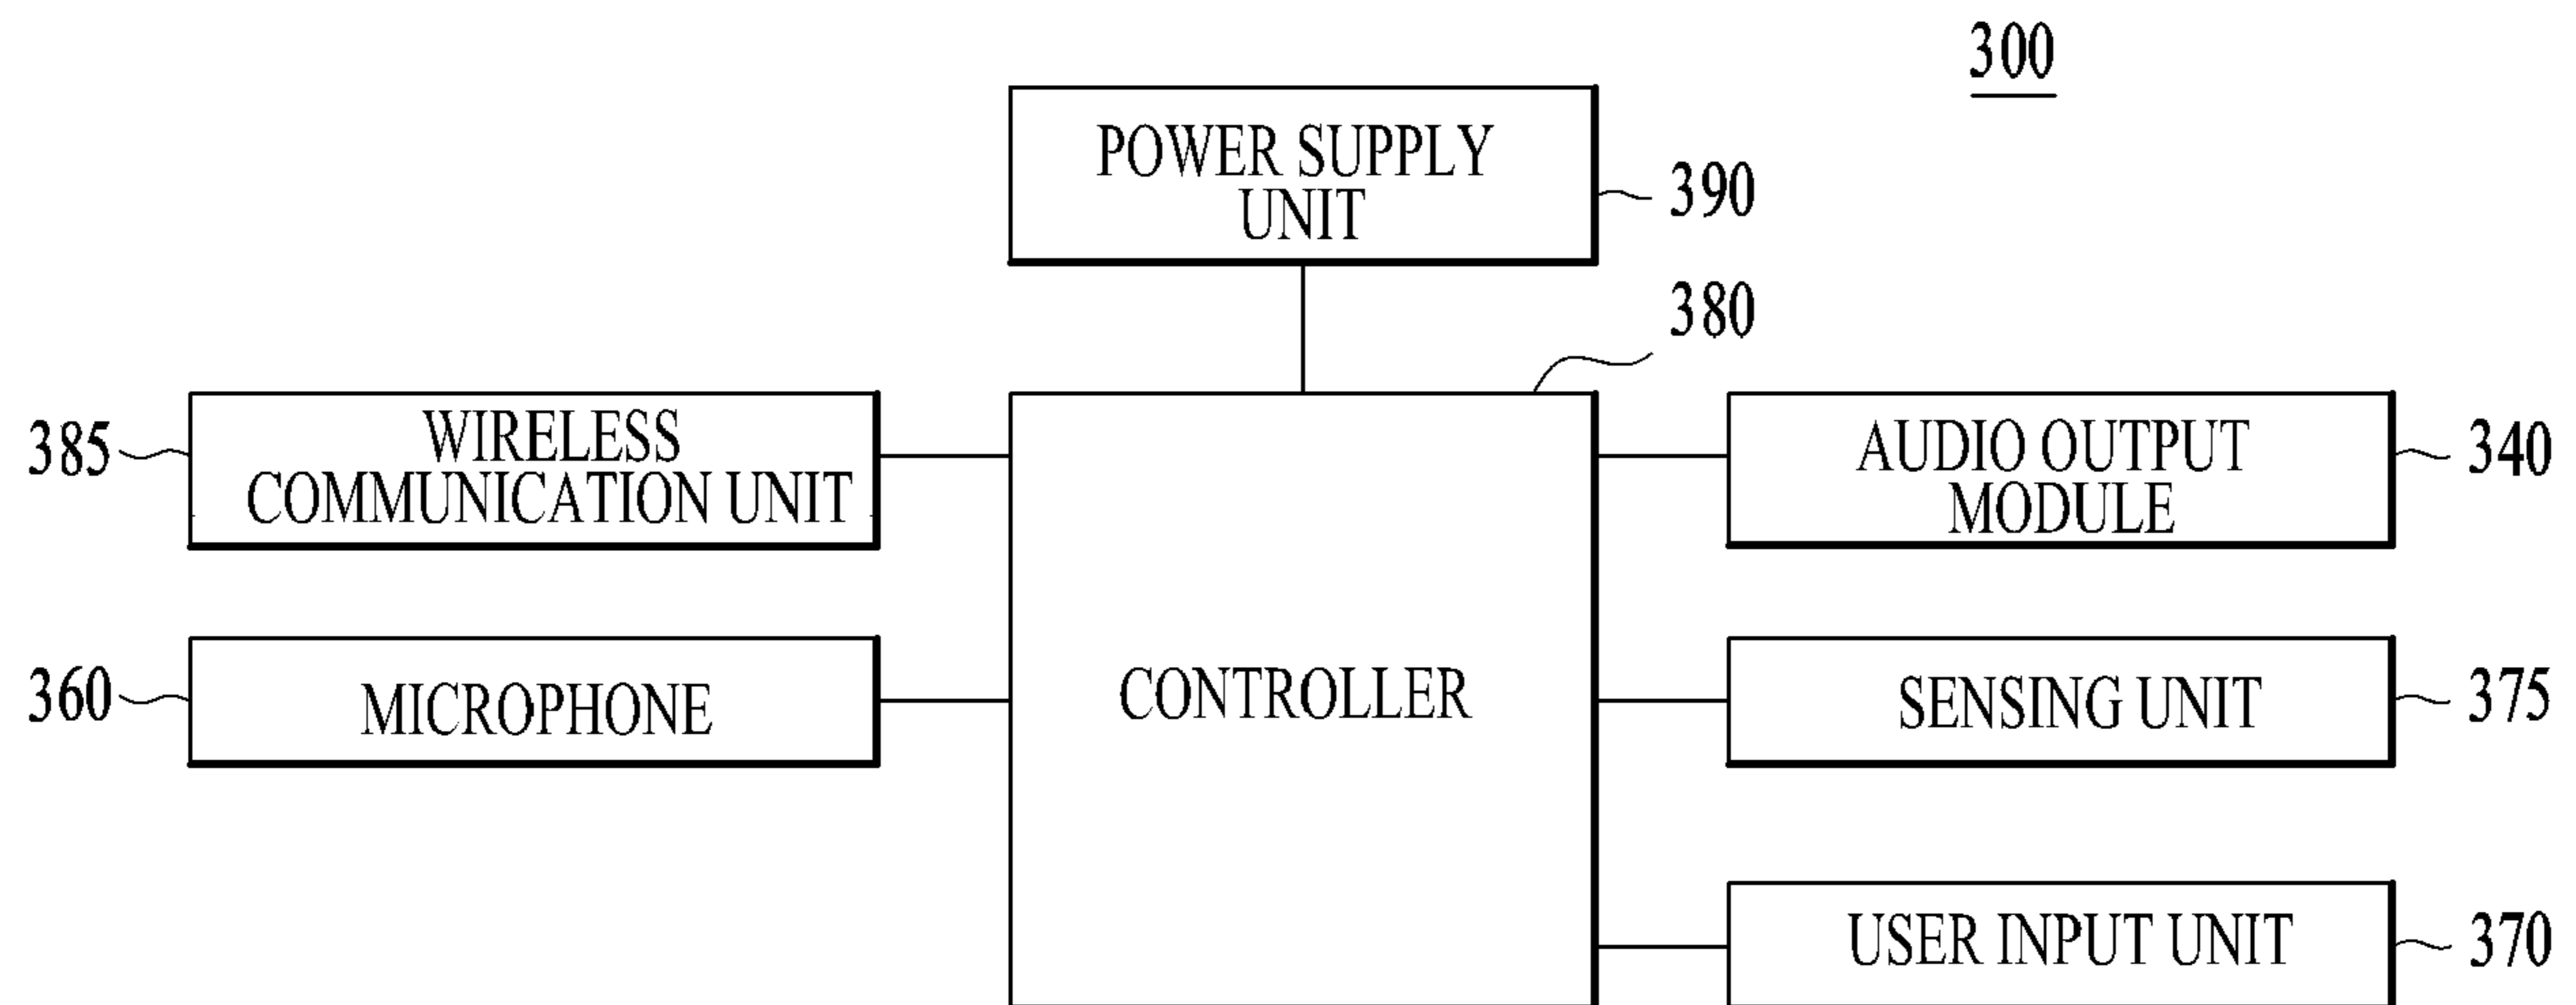 300
POWER SUPPLY
UNIT
390
380
385
WIRELESS
COMMUNICATION UNIT
AUDIO OUTPUT
MODULE
340
360
MICROPHONE
CONTROLLER
SENSING UNIT
375
USER INPUT UNIT
370